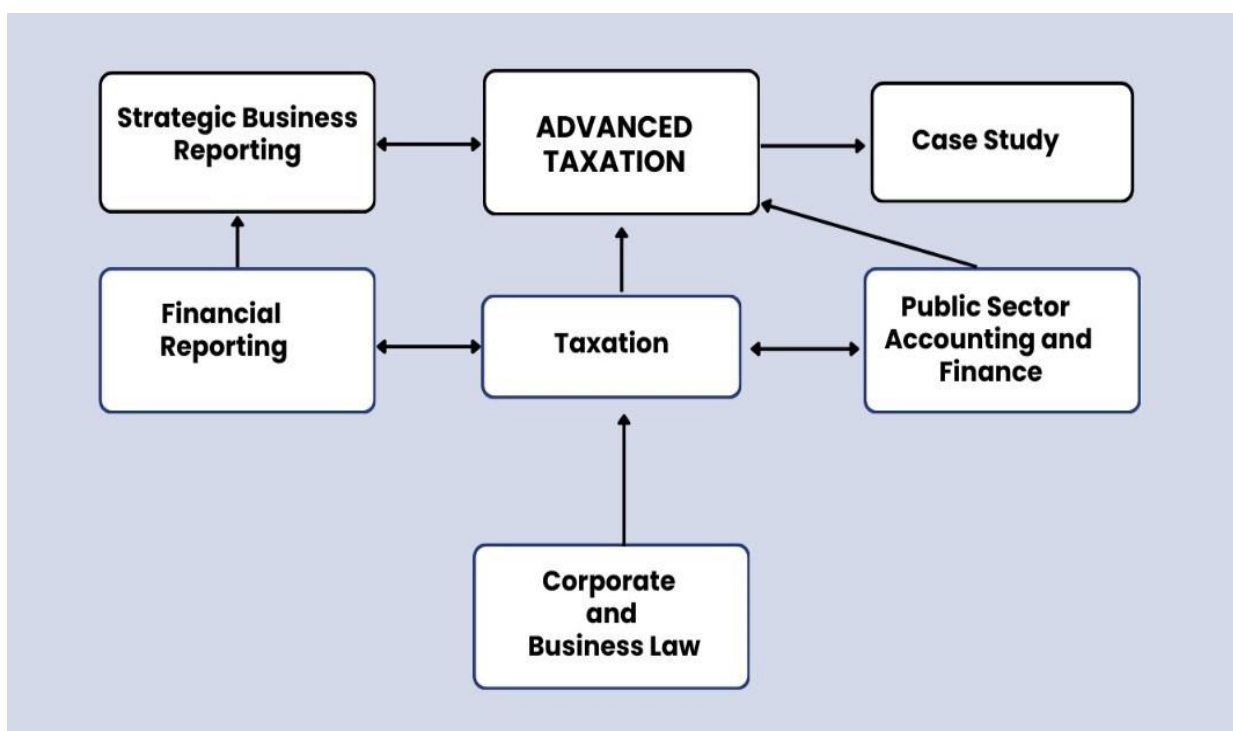 Strategic Business
Reporting
ADVANCED
TAXATION
Case Study
Financial
Reporting
Taxation
Public Sector
Accounting and
Finance
Corporate
and
Business Law